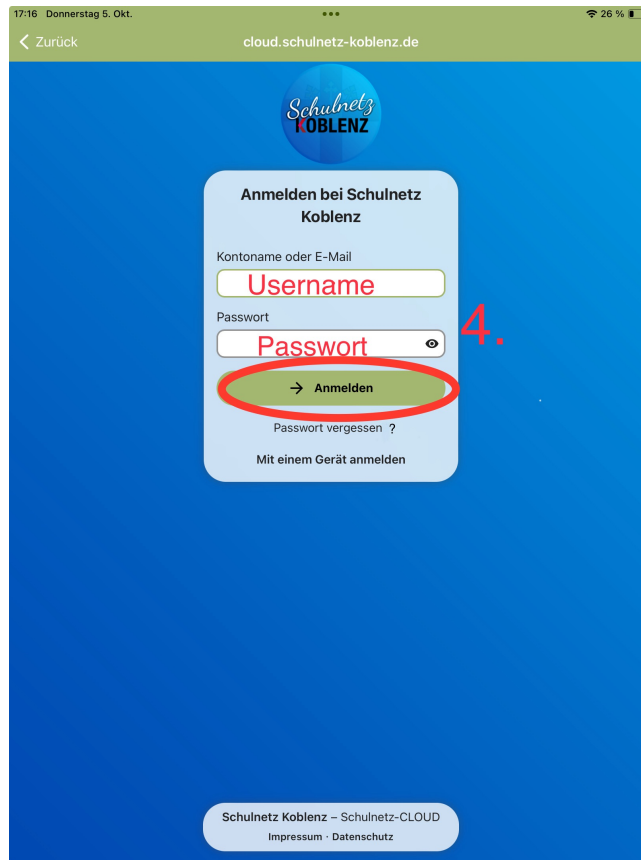 17:16 Donnerstag 5. Okt.
26 %
Zurück
cloud.schulnetz-koblenz.de
Schulnetz
KOBLENZ
Anmelden bei Schulnetz
Koblenz
Kontoname oder E-Mail
Username
Passwort
Passwort
4.
Anmelden
Passwort vergessen ?
Mit einem Gerät anmelden
Schulnetz Koblenz – Schulnetz-CLOUD
Impressum · Datenschutz